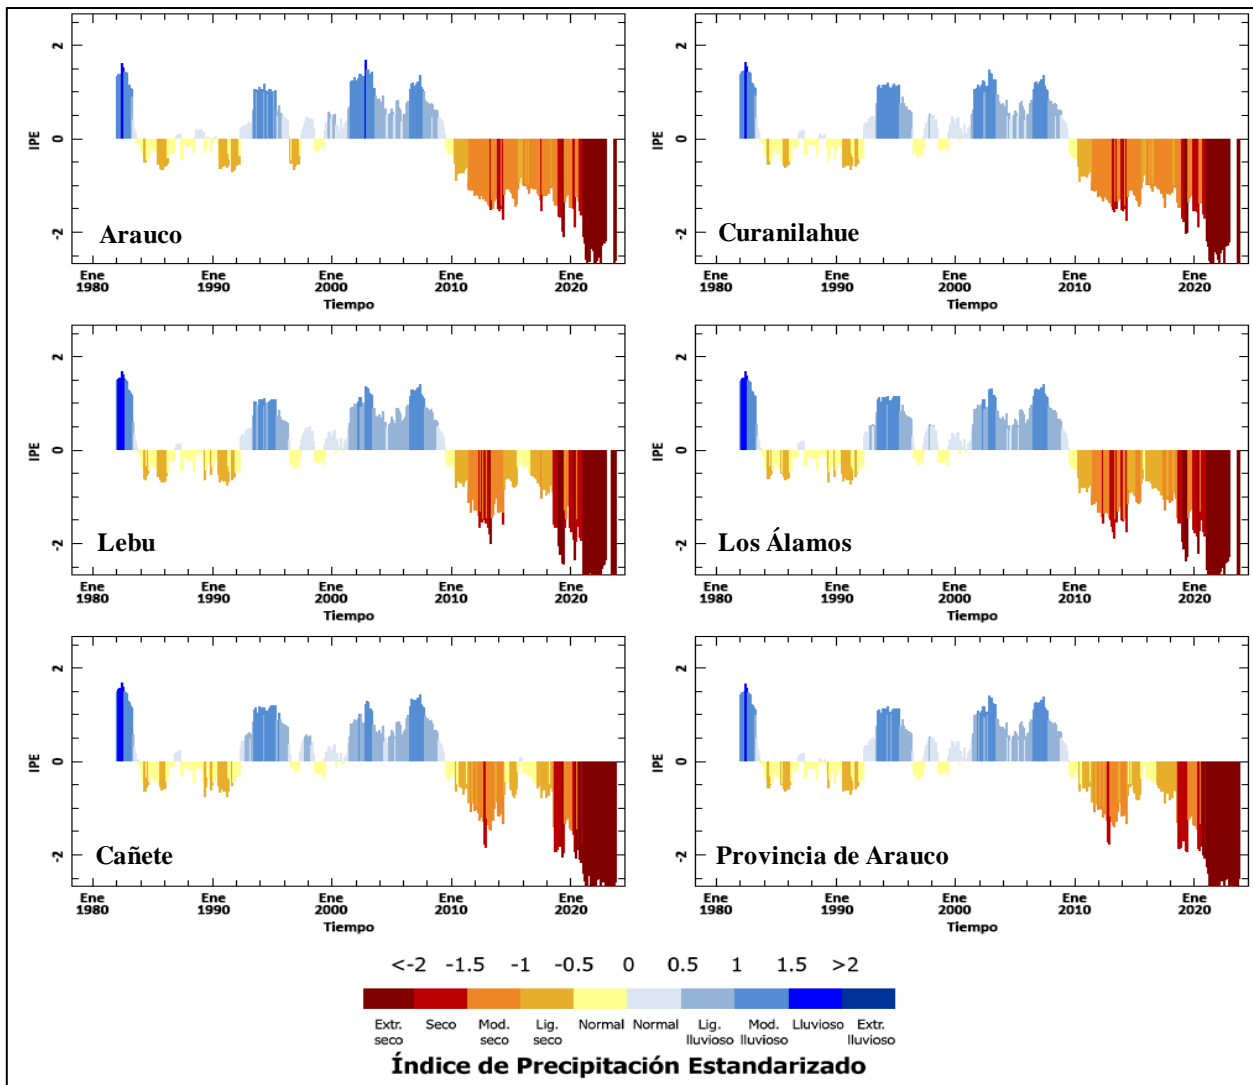 2
0
-2
IPE
Arauco
Ene Ene Ene Ene Ene
1980 1990 2000 2010 2020
Tiempo
2
0
-2
IPE
Curanilahue
Ene Ene Ene Ene Ene
1980 1990 2000 2010 2020
Tiempo
2
0
-2
IPE
Lebu
Ene Ene Ene Ene Ene
1980 1990 2000 2010 2020
Tiempo
2
0
-2
IPE
Los Álamos
Ene Ene Ene Ene Ene
1980 1990 2000 2010 2020
Tiempo
2
0
-2
IPE
Cañete
Ene Ene Ene Ene Ene
1980 1990 2000 2010 2020
Tiempo
2
0
-2
IPE
Provincia de Arauco
Ene Ene Ene Ene Ene
1980 1990 2000 2010 2020
Tiempo
<-2 -1.5 -1 -0.5 0 0.5 1 1.5 >2
Extr. Seco Mod. Lig. Normal Normal Lig. Mod. Lluvioso Extr.
seco seco seco lluvioso lluvioso lluvioso
Índice de Precipitación Estandarizado